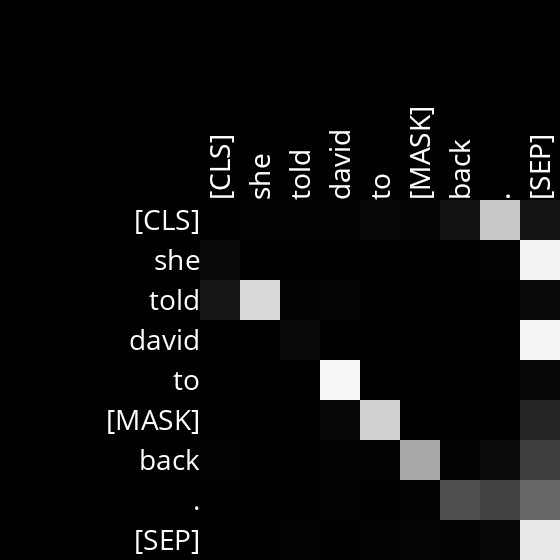 [CLS] she told david to [MASK] back . [SEP]
[CLS]
she
told
david
to
[MASK]
back
.
[SEP]